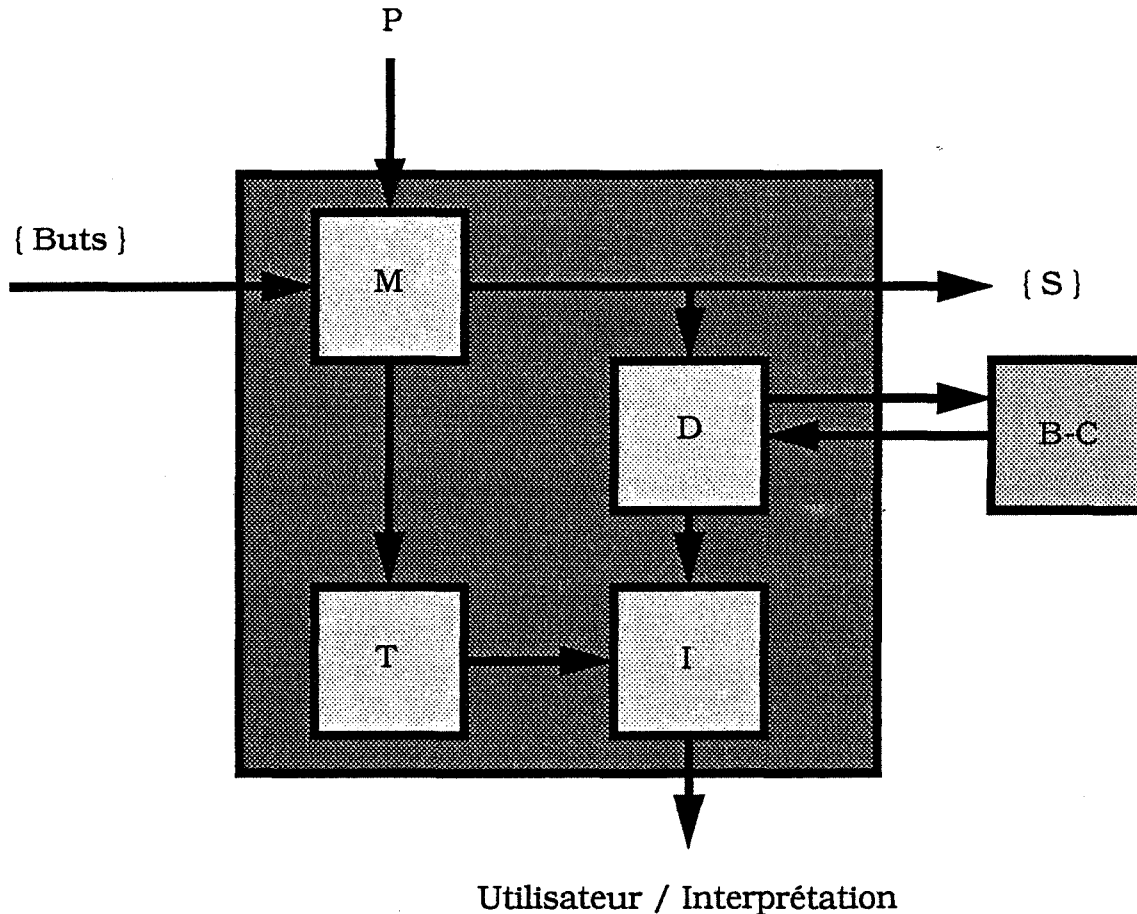 P
{ Buts }
M
{ S }
D
B-C
T
I
Utilisateur / Interprétation